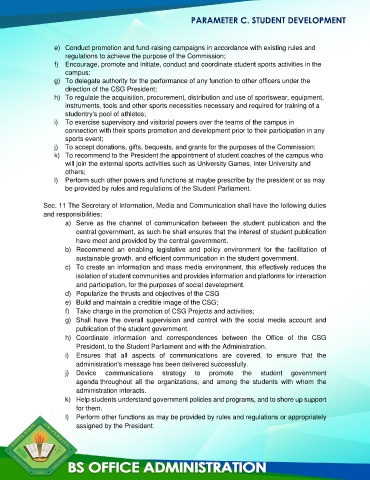 PARAMETER C. STUDENT DEVELOPMENT
e) Conduct promotion and fund-raising campaigns in accordance with existing rules and
regulations to achieve the purpose of the Commission;
f) Encourage, promote and initiate, conduct and coordinate student sports activities in the
campus:
g) To delegate authority for the performance of any function to other officers under the
direction of the CSG President;
h) To regulate the acquisition, procurement, distribution and use of sportswear, equipment,
instruments, tools and other sports necessities necessary and required for training of a
studentry's pool of athletes;
i) To exercise supervisory and visitorial powers over the teams of the campus in
connection with their sports promotion and development prior to their participation in any
sports event;
j) To accept donations, gifts, bequests, and grants for the purposes of the Commission;
k) To recommend to the President the appointment of student coaches of the campus who
will join the external sports activities such as University Games, Inter University and
others;
l) Perform such other powers and functions at maybe prescribe by the president or as may
be provided by rules and regulations of the Student Parliament.
Sec. 11 The Secretary of Information, Media and Communication shall have the following duties
and responsibilities;
a) Serve as the channel of communication between the student publication and the
central government, as such he shall ensures that the interest of student publication
have meet and provided by the central government.
b) Recommend an enabling legislative and policy environment for the facilitation of
sustainable growth, and efficient communication in the student government.
c) To create an information and mass media environment, this effectively reduces the
isolation of student communities and provides information and platforms for interaction
and participation, for the purposes of social development.
d) Popularize the thrusts and objectives of the CSG
e) Build and maintain a credible image of the CSG;
f) Take charge in the promotion of CSG Projects and activities;
g) Shall have the overall supervision and control with the social media account and
publication of the student government.
h) Coordinate information and correspondences between the Office of the CSG
President, to the Student Parliament and with the Administration.
i) Ensures that all aspects of communications are covered, to ensure that the
administration's message has been delivered successfully.
j) Device communications strategy to promote the student government
agenda throughout all the organizations, and among the students with whom the
administration interacts.
k) Help students understand government policies and programs, and to shore up support
for them.
l) Perform other functions as may be provided by rules and regulations or appropriately
assigned by the President.
BS OFFICE ADMINISTRATION